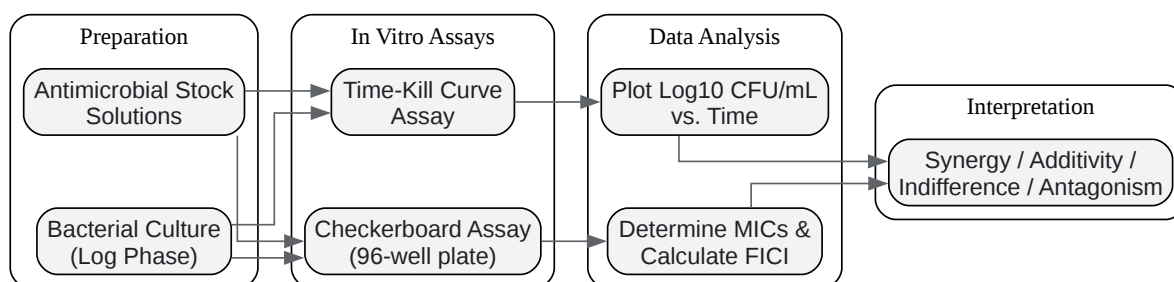 Preparation
Antimicrobial Stock
Solutions
Bacterial Culture
(Log Phase)
In Vitro Assays
Time-Kill Curve
Assay
Checkerboard Assay
(96-well plate)
Data Analysis
Plot Log10 CFU/mL
vs. Time
Determine MICs &
Calculate FICI
Interpretation
Synergy / Additivity /
Indifference / Antagonism